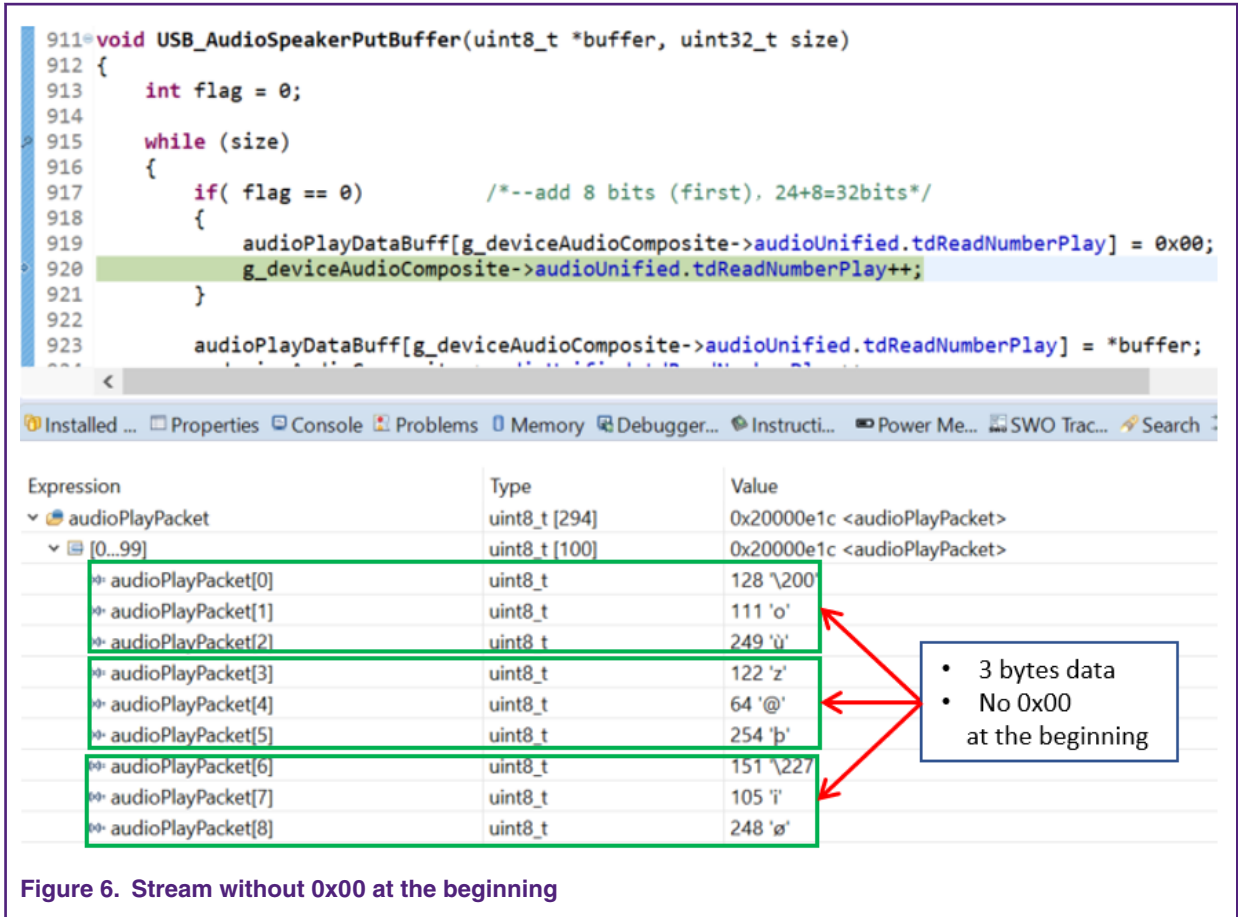 911 void USB_AudioSpeakerPutBuffer(uint8_t *buffer, uint32_t size)
912 {
913 int flag = 0;
914
915 while (size)
916 {
917 if( flag == 0) /*--add 8 bits (first), 24+8=32bits*/
918 {
919 audioPlayDataBuff[g_deviceAudioComposite->audioUnified.tdReadNumberPlay] = 0x00;
920 g_deviceAudioComposite->audioUnified.tdReadNumberPlay++;
921 }
922
923 audioPlayDataBuff[g_deviceAudioComposite->audioUnified.tdReadNumberPlay] = *buffer;
Installed ... Properties Console Problems Memory Debugger... Instructi... Power Me... SWO Trac... Search
Expression Type Value
audioPlayPacket uint8_t [294] 0x20000e1c <audioPlayPacket>
[0...99] uint8_t [100] 0x20000e1c <audioPlayPacket>
audioPlayPacket[0] uint8_t 128 '\200'
audioPlayPacket[1] uint8_t 111 'o'
audioPlayPacket[2] uint8_t 249 'ù'
audioPlayPacket[3] uint8_t 122 'z'
audioPlayPacket[4] uint8_t 64 '@'
audioPlayPacket[5] uint8_t 254 'þ'
audioPlayPacket[6] uint8_t 151 '\227
audioPlayPacket[7] uint8_t 105 'i'
audioPlayPacket[8] uint8_t 248 'ø'
• 3 bytes data
• No 0x00
at the beginning
Figure 6. Stream without 0x00 at the beginning